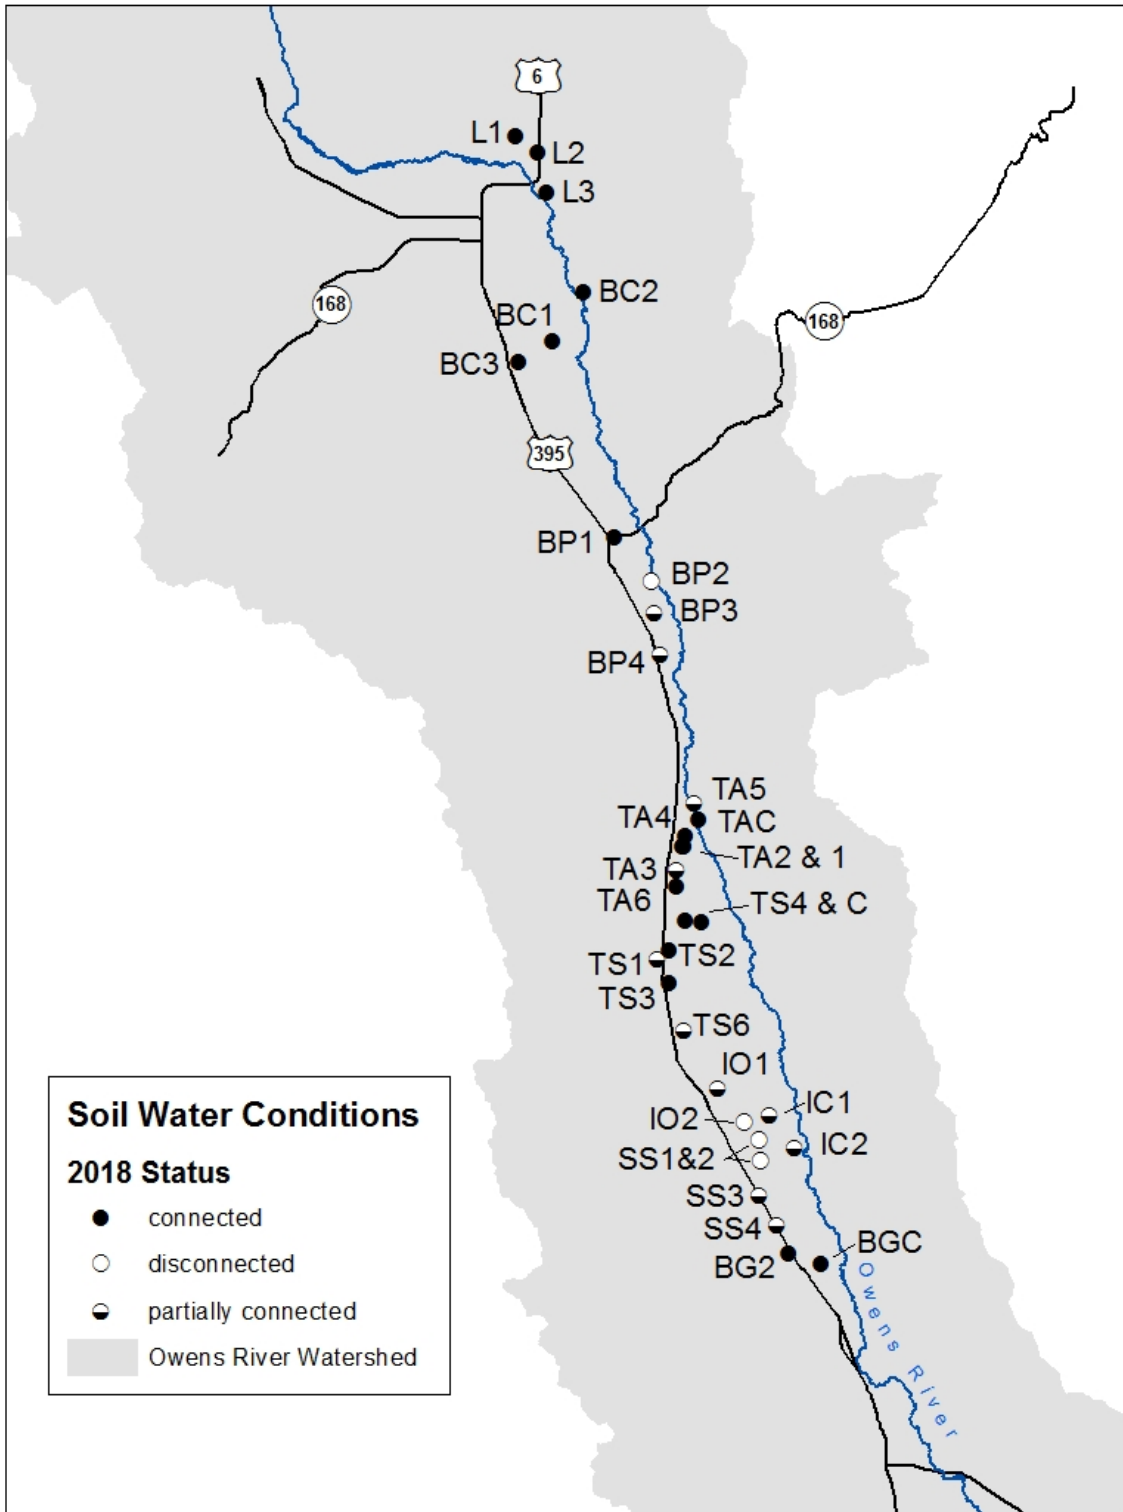 6
L1
L2
L3
BC2
168
BC1
168
BC3
395
BP1
BP2
BP3
BP4
TA5
TA4
TAC
TA2 & 1
TA3
TA6
TS4 & C
TS2
TS1
TS3
TS6
IO1
IC1
IO2
IC2
SS1&2
SS3
SS4
BGC
BG2
Owens River
Soil Water Conditions
2018 Status
connected
disconnected
partially connected
Owens River Watershed